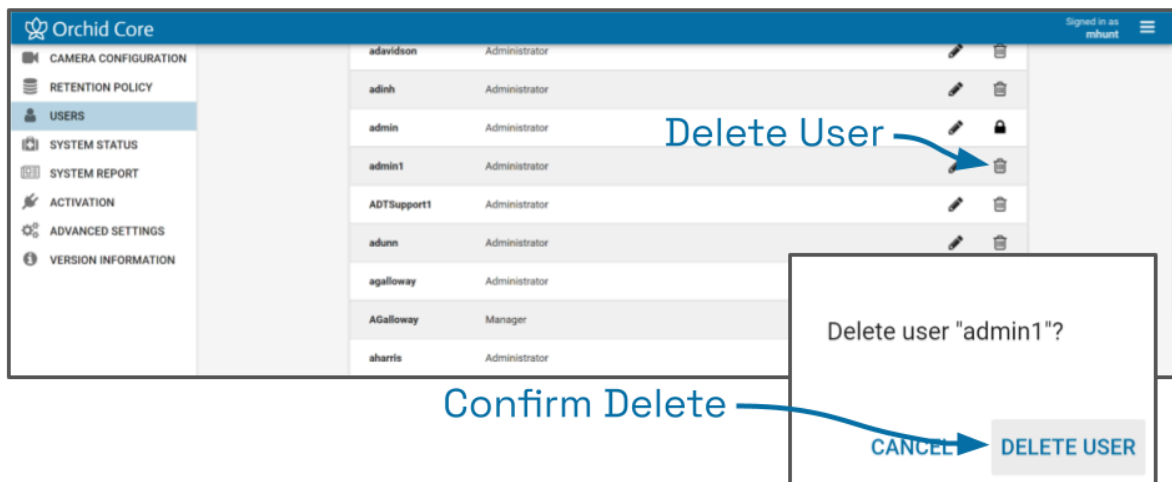 Orchid Core
Signed in as
mhunt
CAMERA CONFIGURATION
RETENTION POLICY
USERS
SYSTEM STATUS
SYSTEM REPORT
ACTIVATION
ADVANCED SETTINGS
VERSION INFORMATION
adavidson Administrator
adinh Administrator
admin Administrator
Delete User
admin1 Administrator
ADTSupport1 Administrator
adunn Administrator
agalloway Administrator
AGalloway Manager
aharris Administrator
Delete user "admin1"?
Confirm Delete
CANCEL DELETE USER